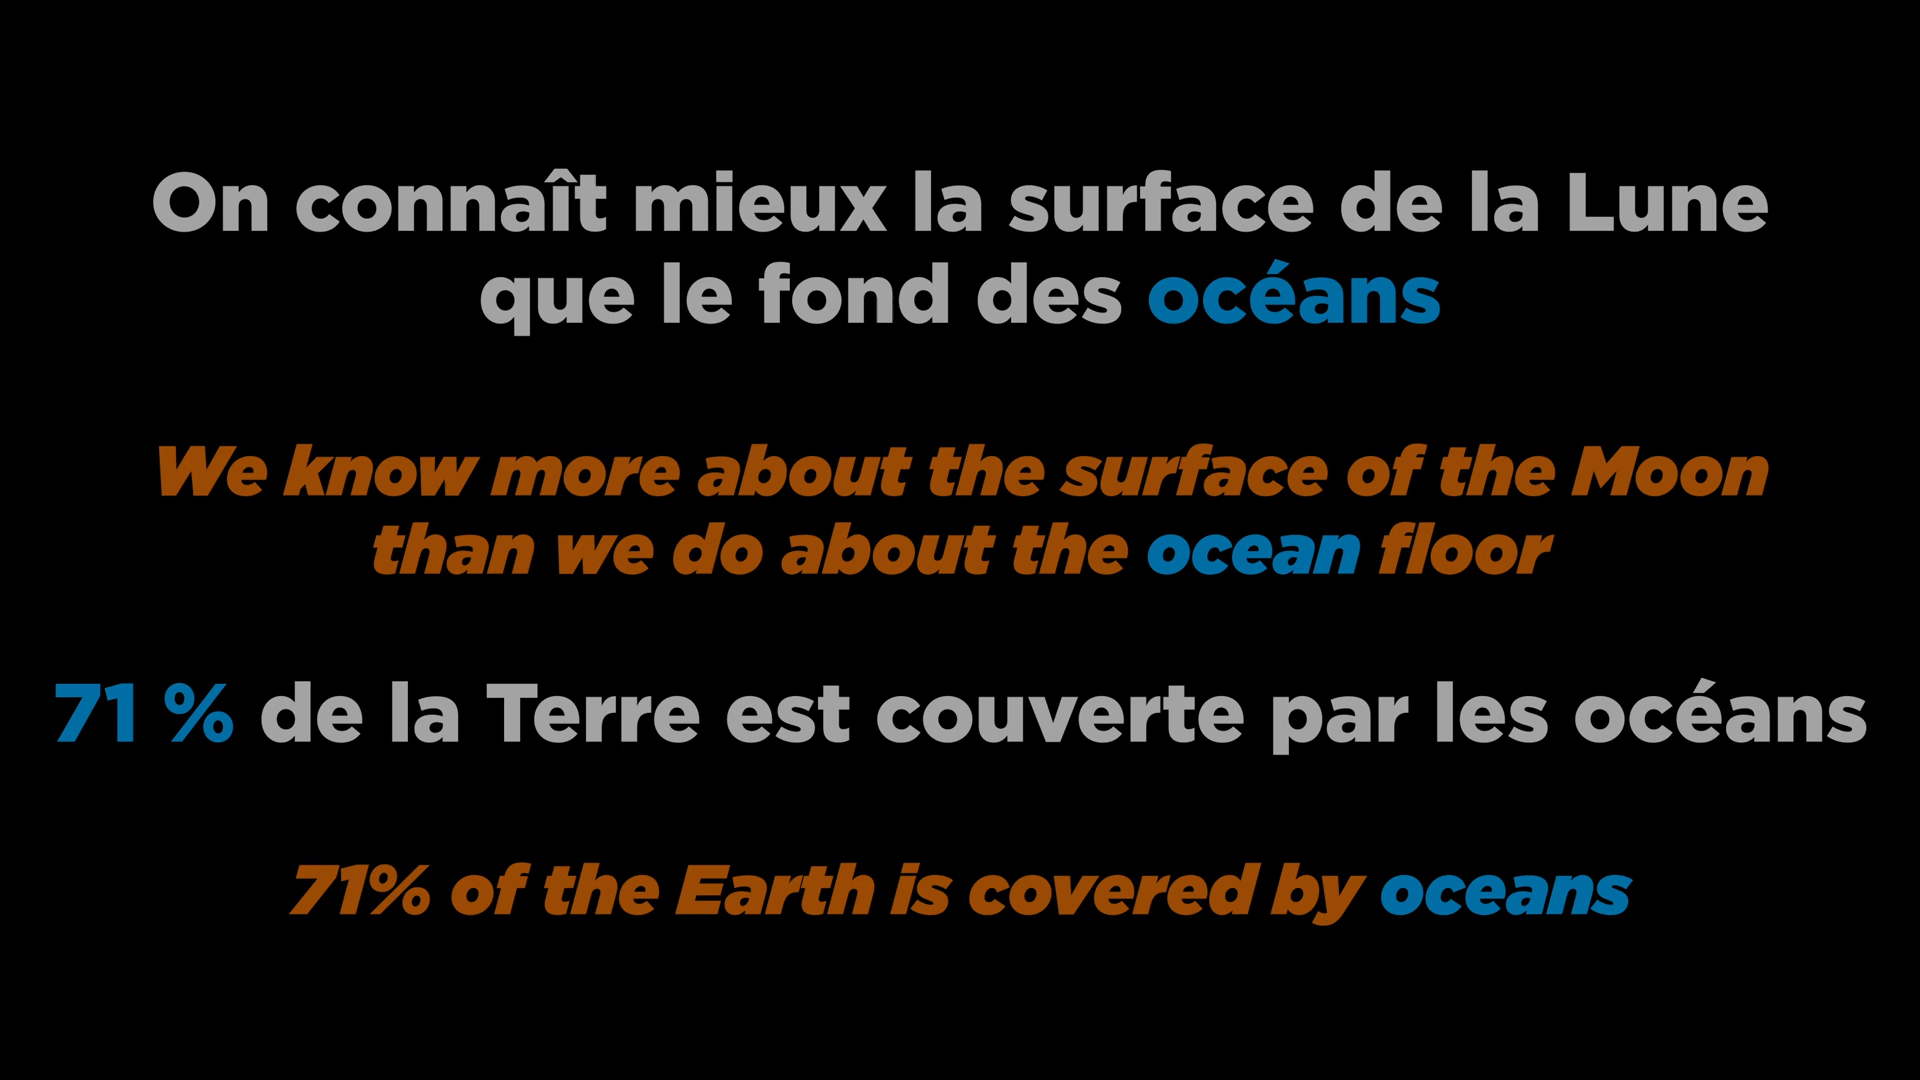 On connaît mieux la surface de la Lune
que le fond des océans
We know more about the surface of the Moon
than we do about the ocean floor
71 % de la Terre est couverte par les océans
71% of the Earth is covered by oceans